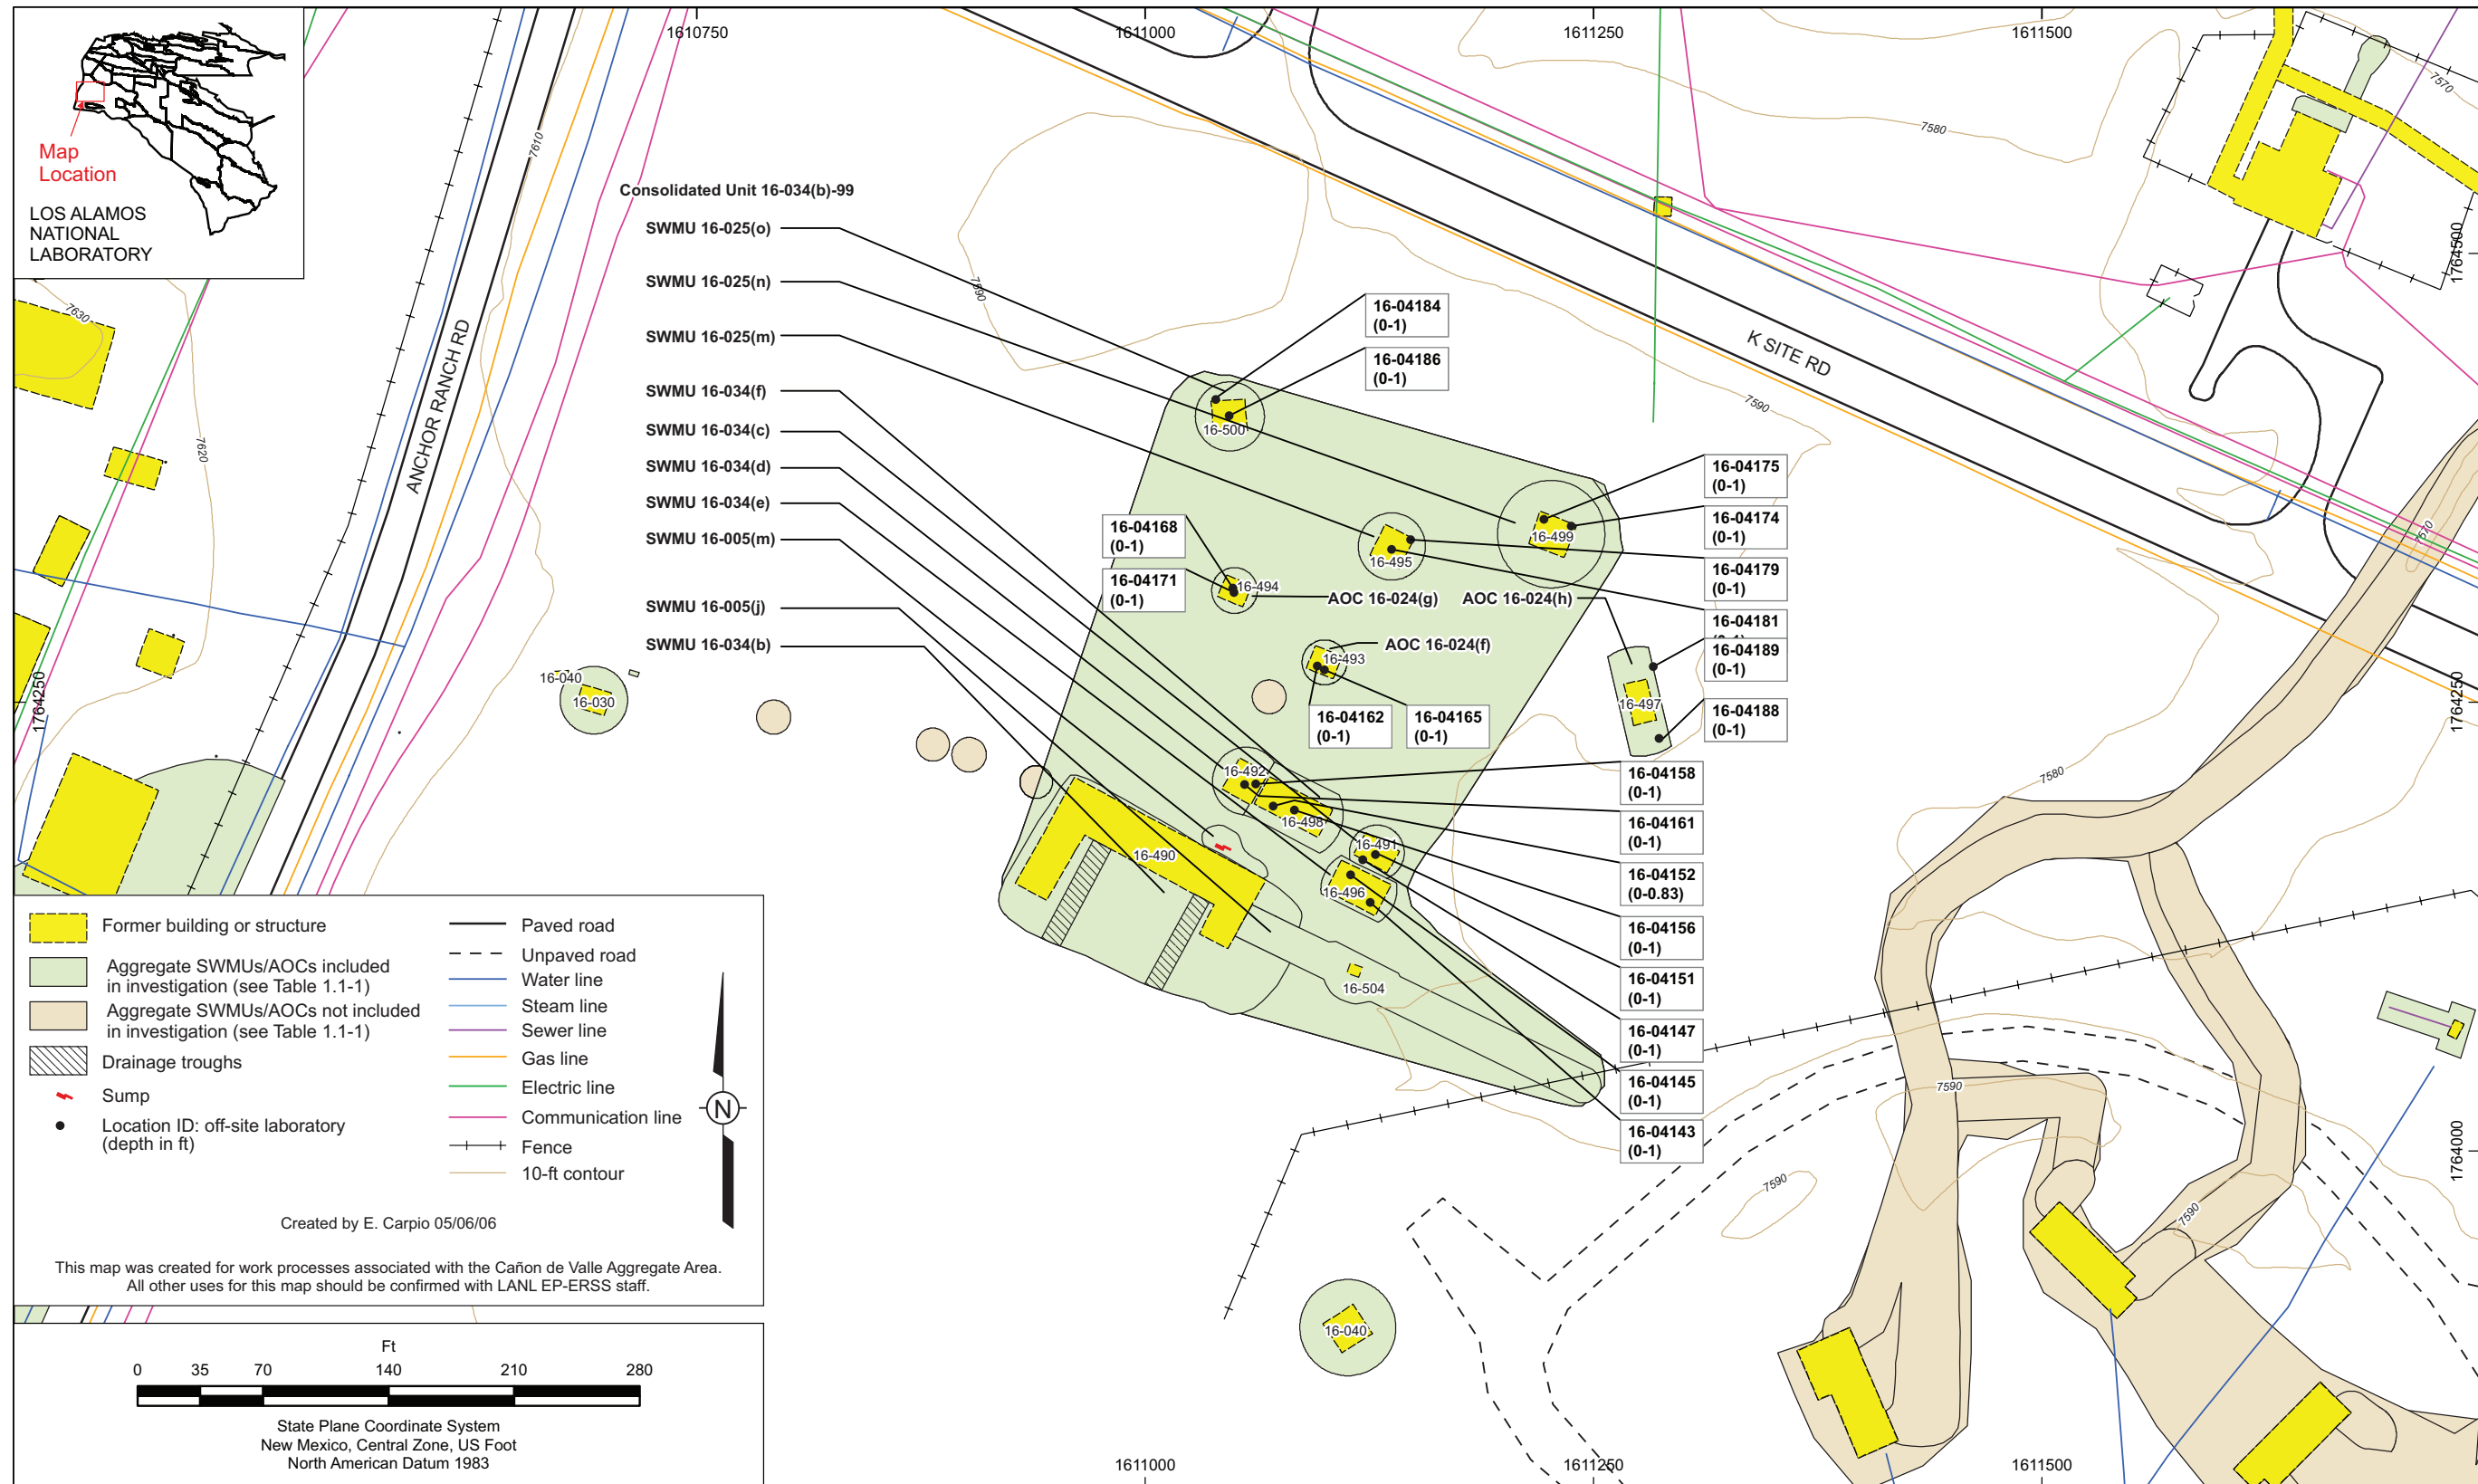 1610750
1611000
1611250
1611500
Map
Location
LOS ALAMOS
NATIONAL
LABORATORY
7610
7570
7580
Consolidated Unit 16-034(b)-99
SWMU 16-025(o)
SWMU 16-025(n)
SWMU 16-025(m)
SWMU 16-034(f)
SWMU 16-034(c)
SWMU 16-034(d)
SWMU 16-034(e)
SWMU 16-005(m)
SWMU 16-005(j)
SWMU 16-034(b)
7590
7630
7620
ANCHOR RANCH RD
K SITE RD
7590
1764500
16-04184
(0-1)
16-04186
(0-1)
16-500
16-04175
(0-1)
16-04174
(0-1)
16-04179
(0-1)
16-04181
16-04189
(0-1)
16-04188
(0-1)
16-499
16-495
16-04168
(0-1)
16-04171
(0-1)
16-494
AOC 16-024(g)
AOC 16-024(h)
16-493
AOC 16-024(f)
16-04162
(0-1)
16-04165
(0-1)
16-497
16-040
16-030
1764250
1764250
7570
7580
16-492
16-498
16-491
16-496
16-490
16-504
16-04158
(0-1)
16-04161
(0-1)
16-04152
(0-0.83)
16-04156
(0-1)
16-04151
(0-1)
16-04147
(0-1)
16-04145
(0-1)
16-04143
(0-1)
7590
7590
7590
1764000
16-040
Former building or structure
Aggregate SWMUs/AOCs included
in investigation (see Table 1.1-1)
Aggregate SWMUs/AOCs not included
in investigation (see Table 1.1-1)
Drainage troughs
Sump
Location ID: off-site laboratory
(depth in ft)
Paved road
Unpaved road
Water line
Steam line
Sewer line
Gas line
Electric line
Communication line
Fence
10-ft contour
N
Created by E. Carpio 05/06/06
This map was created for work processes associated with the Cañon de Valle Aggregate Area.
All other uses for this map should be confirmed with LANL EP-ERSS staff.
Ft
0 35 70 140 210 280
State Plane Coordinate System
New Mexico, Central Zone, US Foot
North American Datum 1983
1611000
1611250
1611500